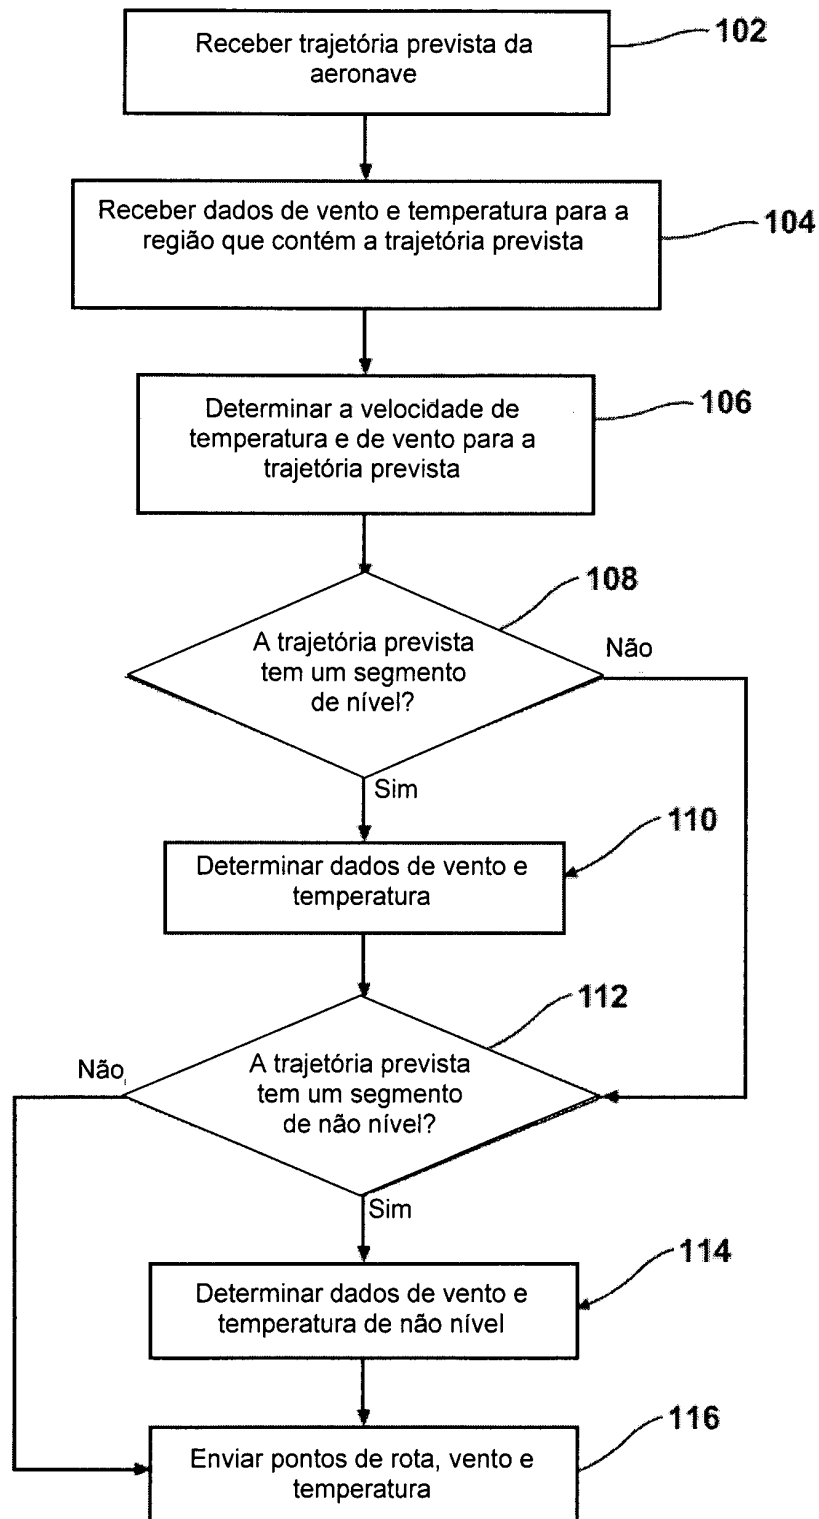 Receber trajetória prevista da
aeronave
102
Receber dados de vento e temperatura para a
região que contém a trajetória prevista
104
Determinar a velocidade de
temperatura e de vento para a
trajetória prevista
106
108
A trajetória prevista
tem um segmento
de nível?
Não
Sim
110
Determinar dados de vento e
temperatura
112
Não
A trajetória prevista
tem um segmento
de não nível?
Sim
114
Determinar dados de vento e
temperatura de não nível
116
Enviar pontos de rota, vento e
temperatura